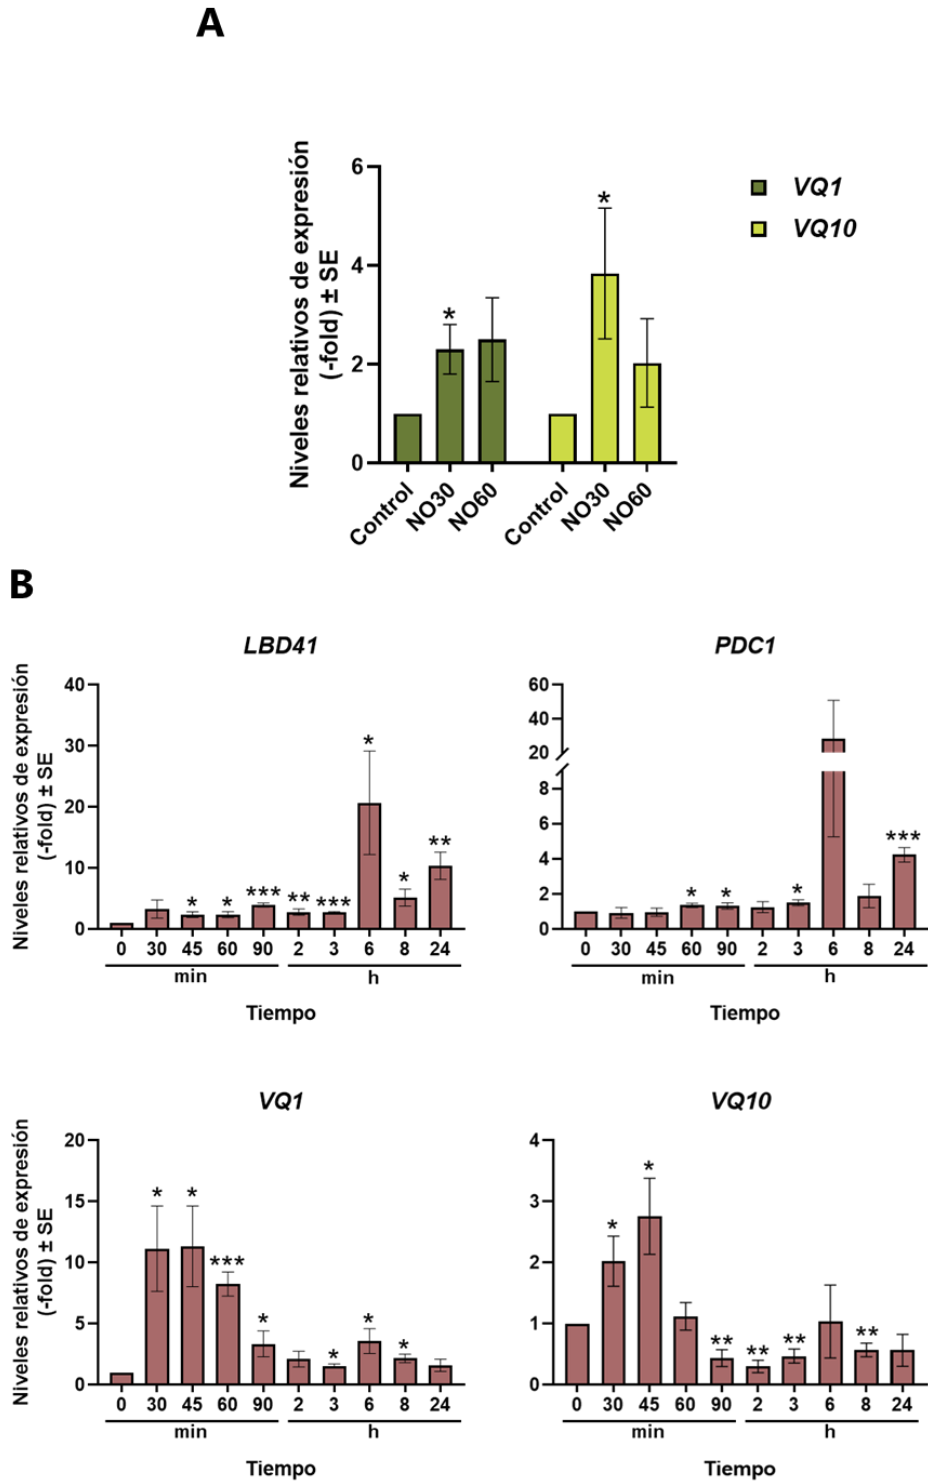 A
Niveles relativos de expresión
(-fold) ± SE
6
4
2
0
*
*
Control
NO30
NO60
Control
NO30
NO60
VQ1
VQ10
B
LBD41
Niveles relativos de expresión
(-fold) ± SE
40
30
20
10
0
* * *** ** *** * * **
0 30 45 60 90 2 3 6 8 24
min h
Tiempo
PDC1
60
40
20
8
6
4
2
0
* * * ***
0 30 45 60 90 2 3 6 8 24
min h
Tiempo
VQ1
Niveles relativos de expresión
(-fold) ± SE
20
15
10
5
0
* * *** * * * *
0 30 45 60 90 2 3 6 8 24
min h
Tiempo
VQ10
4
3
2
1
0
* * ** ** ** **
0 30 45 60 90 2 3 6 8 24
min h
Tiempo